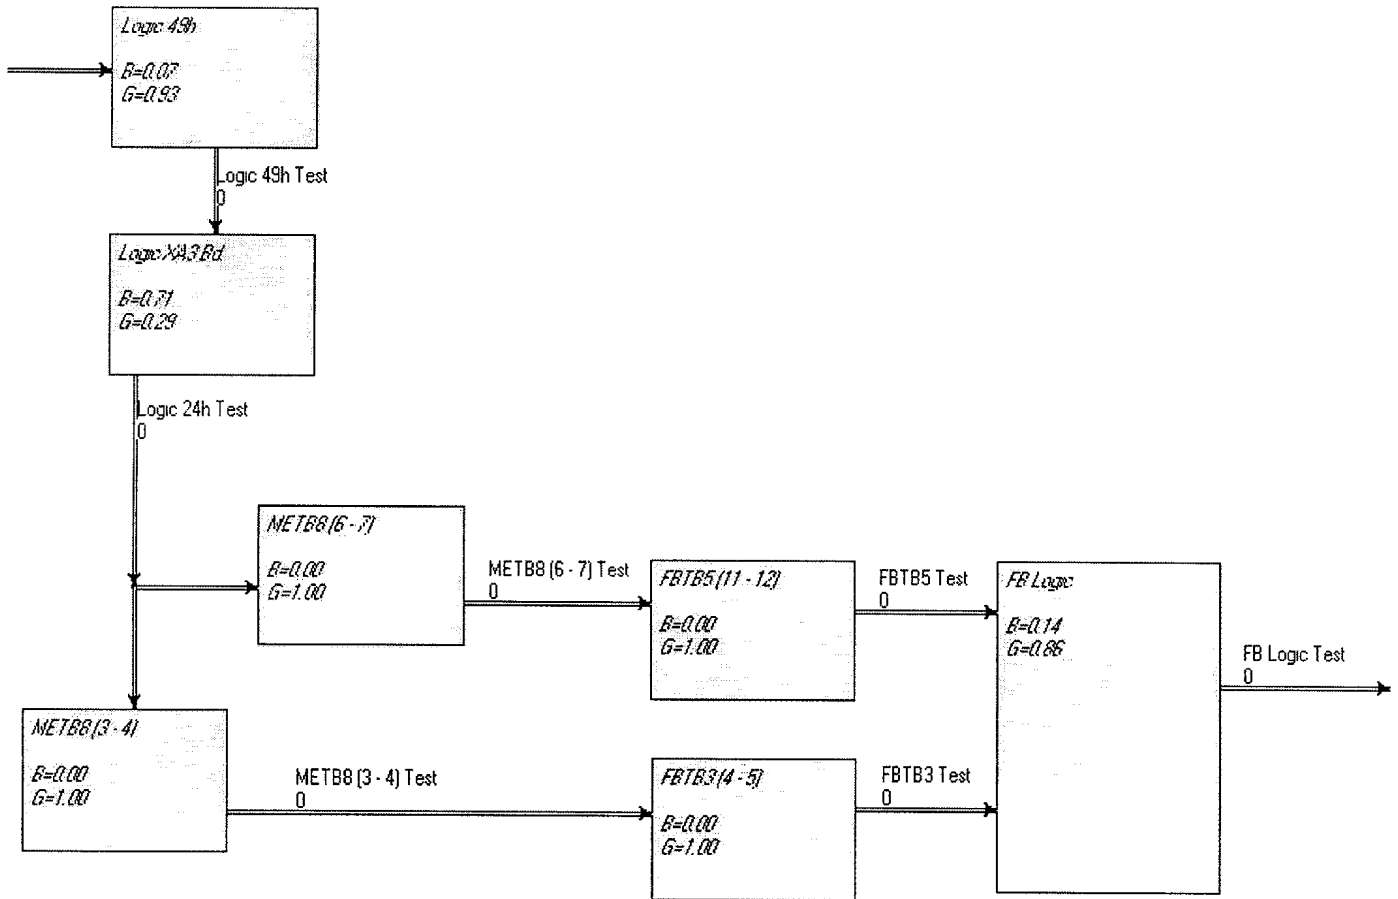 Logic 49h
B=0.07
G=0.93
Logic 49h Test
0
Logic XA3 Bd
B=0.71
G=0.29
Logic 24h Test
0
METB8 (6 - 7)
B=0.00
G=1.00
METB8 (6 - 7) Test
0
FBTB5 (11 - 12)
B=0.00
G=1.00
FBTB5 Test
0
FB Logic
B=0.14
G=0.86
FB Logic Test
0
METB8 (3 - 4)
B=0.00
G=1.00
METB8 (3 - 4) Test
0
FBTB3 (4 - 5)
B=0.00
G=1.00
FBTB3 Test
0